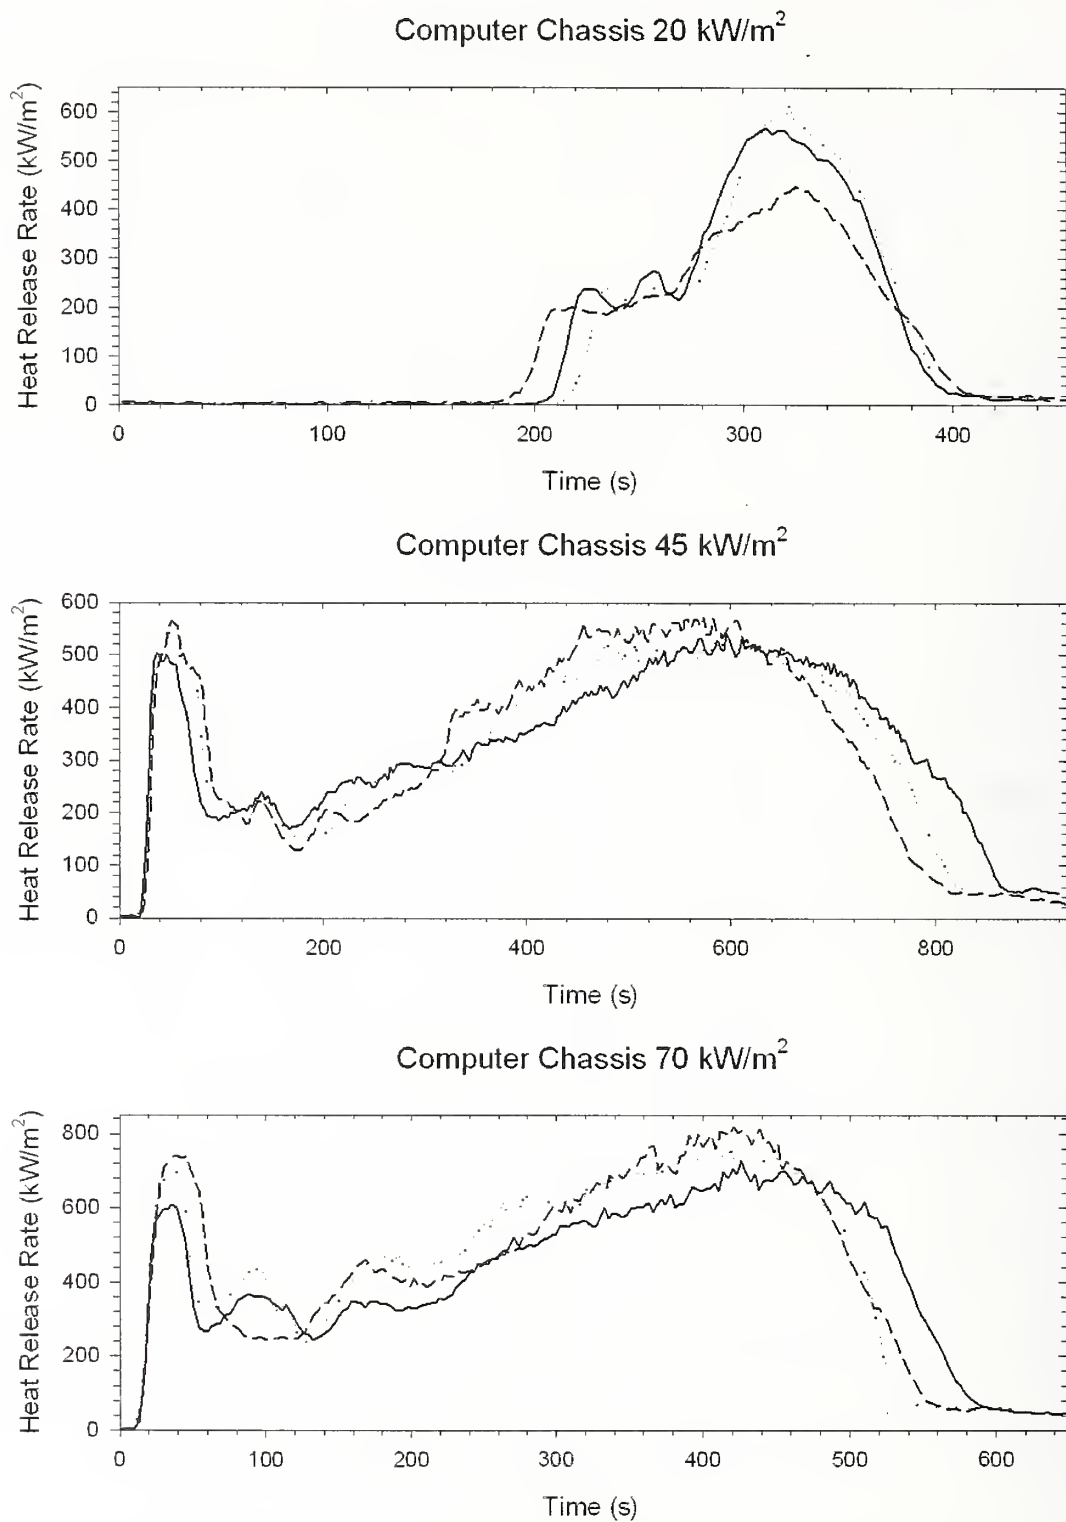 Computer Chassis 20 kW/m²
Heat Release Rate (kW/m²)
600
500
400
300
200
100
0
0 100 200 300 400
Time (s)
Computer Chassis 45 kW/m²
Heat Release Rate (kW/m²)
600
500
400
300
200
100
0
0 200 400 600 800
Time (s)
Computer Chassis 70 kW/m²
Heat Release Rate (kW/m²)
800
600
400
200
0
0 100 200 300 400 500 600
Time (s)